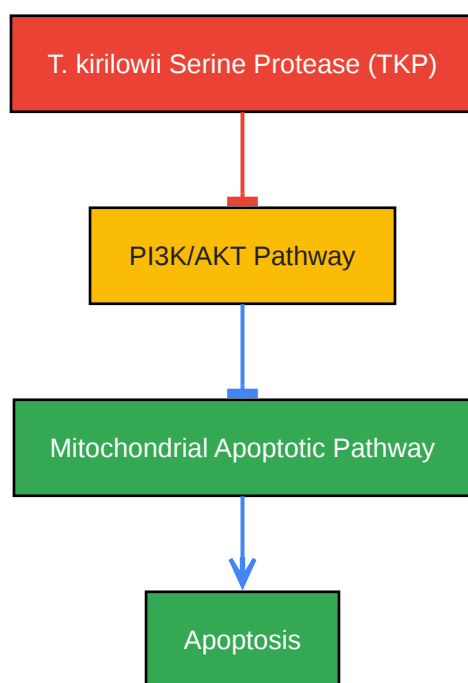 T. kirilowii Serine Protease (TKP)
PI3K/AKT Pathway
Mitochondrial Apoptotic Pathway
Apoptosis